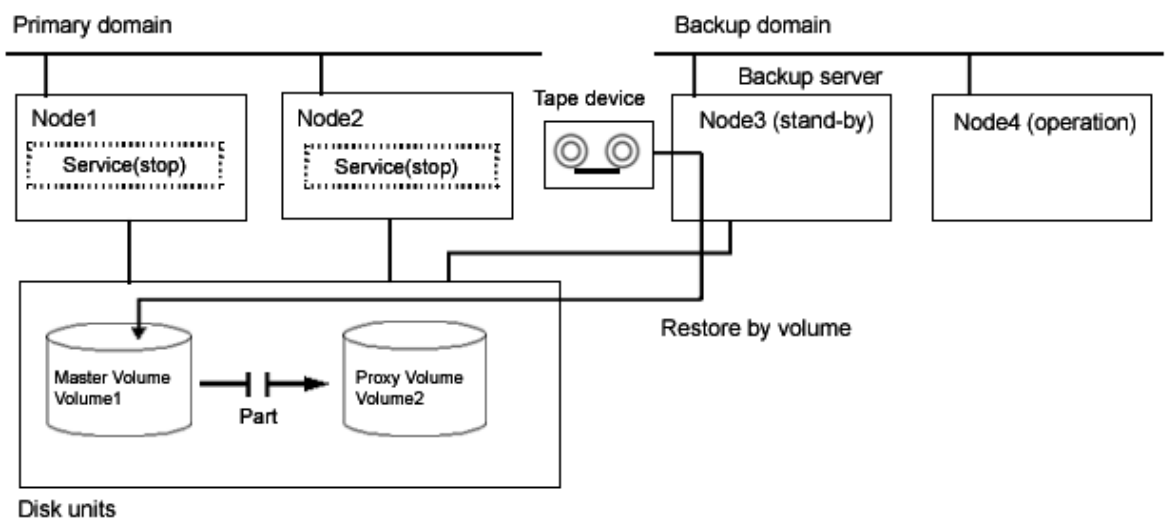 Primary domain
Backup domain
Backup server
Tape device
Node1
Service(stop)
Node2
Service(stop)
Node3 (stand-by)
Node4 (operation)
Restore by volume
Master Volume
Volume1
Part
Proxy Volume
Volume2
Disk units